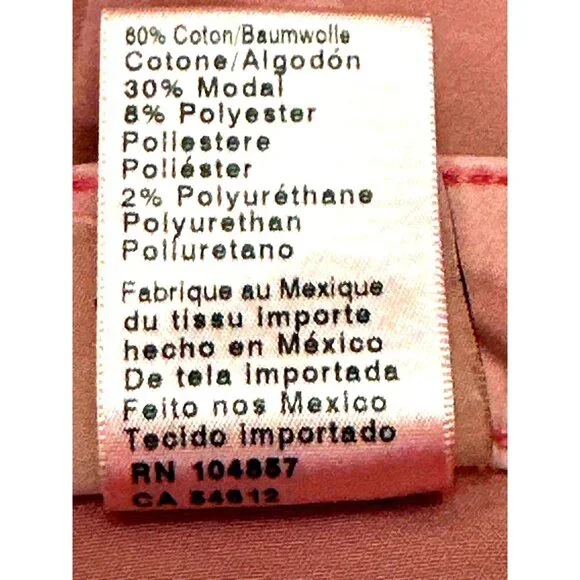 60% Coton/Baumwolle
Cotone/Algodón
30% Modal
8% Polyester
Poliestere
Poliéster
2% Polyuréthane
Polyurethan
Poliuretano
Fabrique au Mexique
du tissu importe
hecho en México
De tela importada
Feito nos Mexico
Tecido importado
RN 104857
CA 54612